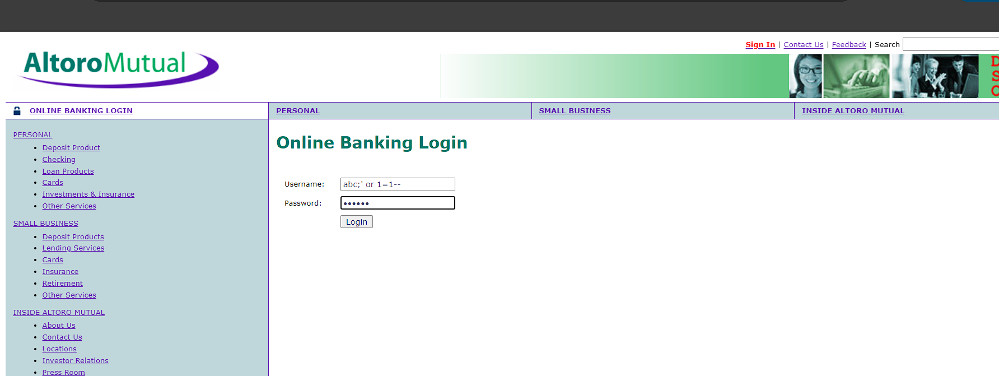 Sign In | Contact Us | Feedback | Search
AltoroMutual
D
S
ONLINE BANKING LOGIN
PERSONAL
SMALL BUSINESS
INSIDE ALTORO MUTUAL
PERSONAL
Deposit Product
Checking
Loan Products
Cards
Investments & Insurance
Other Services
SMALL BUSINESS
Deposit Products
Lending Services
Cards
Insurance
Retirement
Other Services
INSIDE ALTORO MUTUAL
About Us
Contact Us
Locations
Investor Relations
Press Room
Online Banking Login
Username: abc;' or 1=1--
Password: ••••••
Login